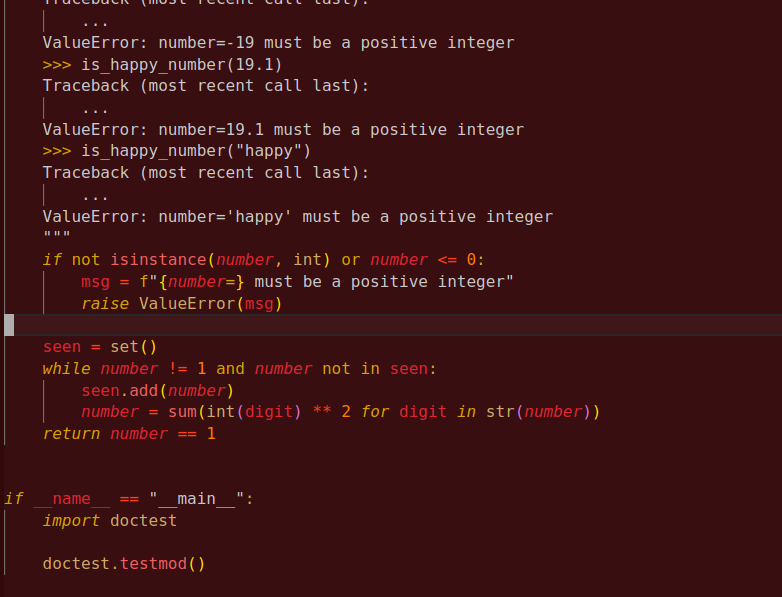 Traceback (most recent call last):
        ...
    ValueError: number=-19 must be a positive integer
    >>> is_happy_number(19.1)
    Traceback (most recent call last):
        ...
    ValueError: number=19.1 must be a positive integer
    >>> is_happy_number("happy")
    Traceback (most recent call last):
        ...
    ValueError: number='happy' must be a positive integer
    """
    if not isinstance(number, int) or number <= 0:
        msg = f"{number=} must be a positive integer"
        raise ValueError(msg)
    seen = set()
    while number != 1 and number not in seen:
        seen.add(number)
        number = sum(int(digit) ** 2 for digit in str(number))
    return number == 1
if __name__ == "__main__":
    import doctest
    doctest.testmod()